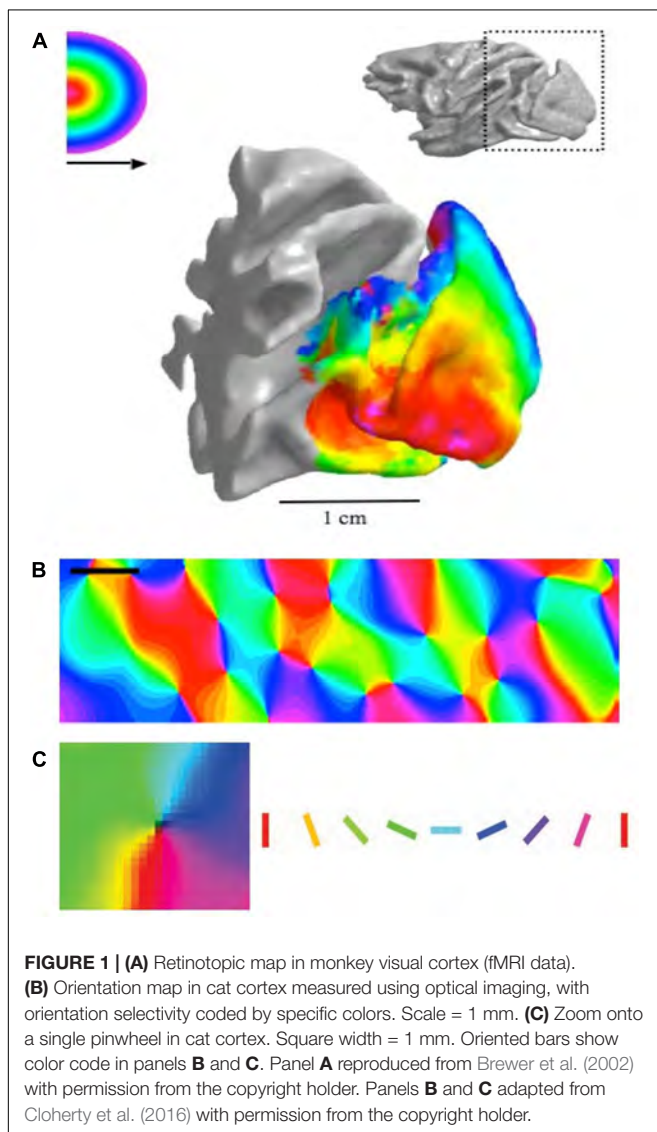 A
1 cm
B
C
FIGURE 1 | (A) Retinotopic map in monkey visual cortex (fMRI data).
(B) Orientation map in cat cortex measured using optical imaging, with
orientation selectivity coded by specific colors. Scale = 1 mm. (C) Zoom onto
a single pinwheel in cat cortex. Square width = 1 mm. Oriented bars show
color code in panels B and C. Panel A reproduced from Brewer et al. (2002)
with permission from the copyright holder. Panels B and C adapted from
Cloherty et al. (2016) with permission from the copyright holder.